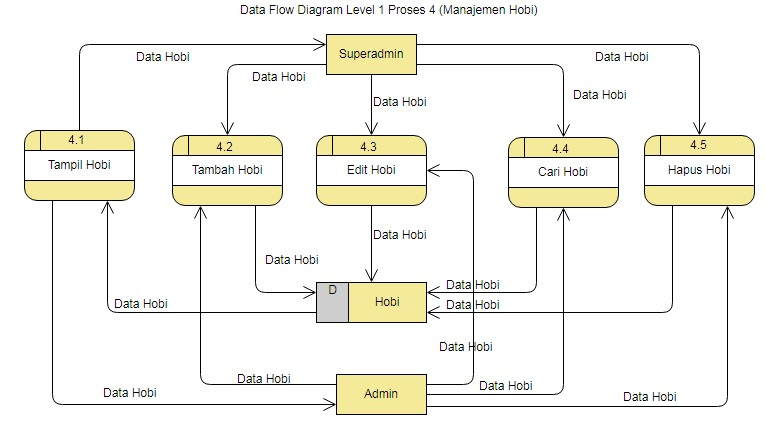 Data Flow Diagram Level 1 Proses 4 (Manajemen Hobi)
Superadmin
Data Hobi
Data Hobi
Data Hobi
Data Hobi
Data Hobi
4.1
Tampil Hobi
4.2
Tambah Hobi
4.3
Edit Hobi
4.4
Cari Hobi
4.5
Hapus Hobi
Data Hobi
Data Hobi
Data Hobi
Data Hobi
Data Hobi
D
Hobi
Data Hobi
Data Hobi
Data Hobi
Data Hobi
Data Hobi
Admin